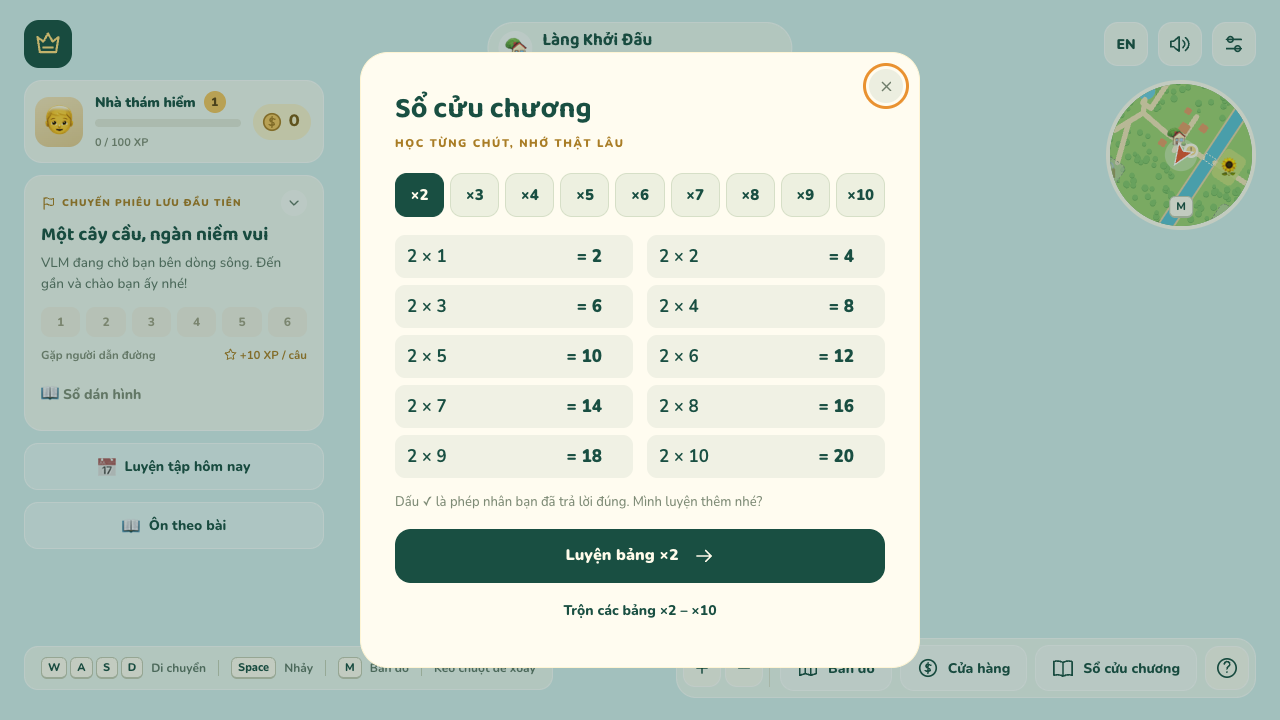 Làng Khởi Đầu
EN
Nhà thám hiểm 1
0 / 100 XP
0
CHUYẾN PHIÊU LƯU ĐẦU TIÊN
Một cây cầu, ngàn niềm vui
VLM đang chờ bạn bên dòng sông. Đến
gần và chào bạn ấy nhé!
1 2 3 4 5 6
Gặp người dẫn đường +10 XP / câu
Sổ dán hình
Luyện tập hôm nay
Ôn theo bài
M
Sổ cửu chương
HỌC TỪNG CHÚT, NHỚ THẬT LÂU
×2 ×3 ×4 ×5 ×6 ×7 ×8 ×9 ×10
2 × 1 = 2 2 × 2 = 4
2 × 3 = 6 2 × 4 = 8
2 × 5 = 10 2 × 6 = 12
2 × 7 = 14 2 × 8 = 16
2 × 9 = 18 2 × 10 = 20
Dấu ✓ là phép nhân bạn đã trả lời đúng. Mình luyện thêm nhé?
Luyện bảng ×2 →
Trộn các bảng ×2 – ×10
W A S D Di chuyển Space Nhảy M Bản đồ Kéo chuột để xoay
Bản đồ Cửa hàng Sổ cửu chương